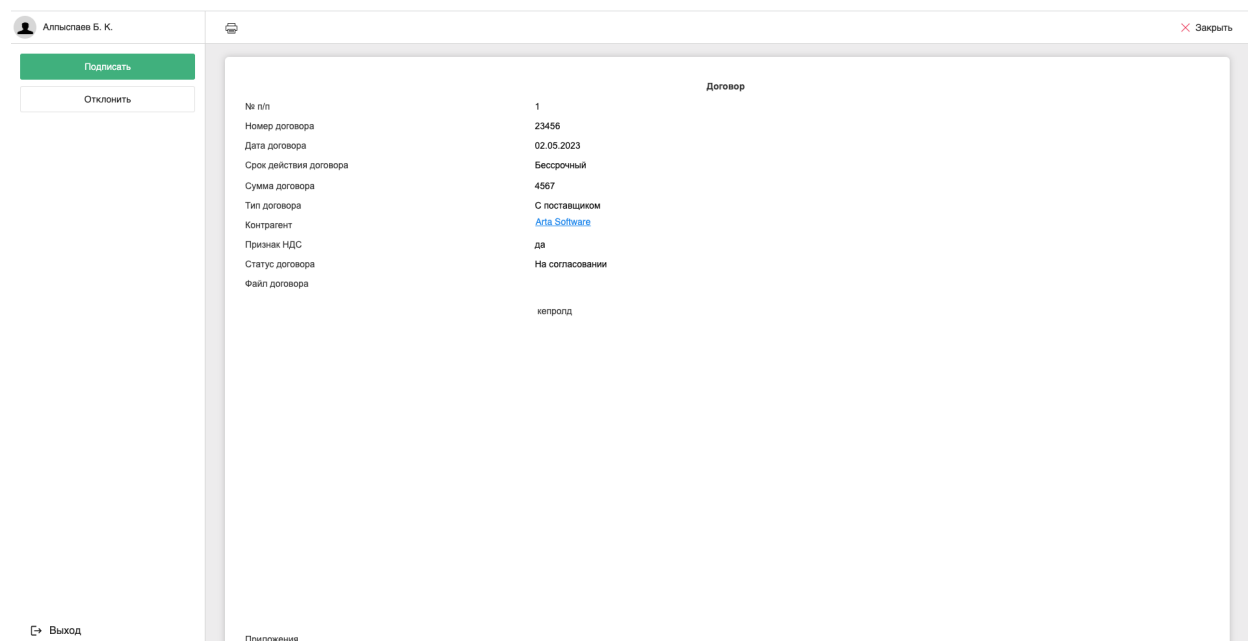 Алпыспаев Б. К.
Закрыть
Подписать
Отклонить
Договор
№ п/п 1
Номер договора 23456
Дата договора 02.05.2023
Срок действия договора Бессрочный
Сумма договора 4567
Тип договора С поставщиком
Контрагент Arta Software
Признак НДС да
Статус договора На согласовании
Файл договора
кепролд
Выход
Приложения